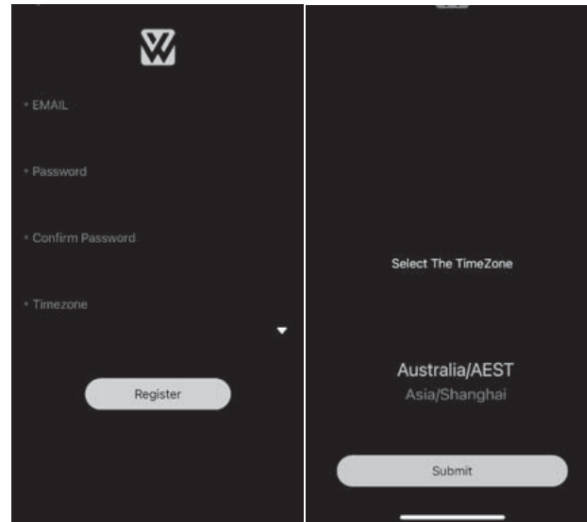 * EMAIL
* Password
* Confirm Password
* Timezone
Register
Select The TimeZone
Australia/AEST
Asia/Shanghai
Submit